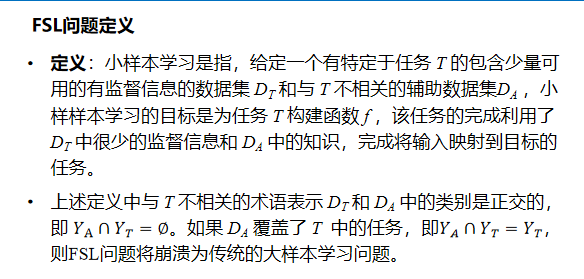 FSL问题定义
• 定义：小样本学习是指，给定一个有特定于任务 T 的包含少量可
用的有监督信息的数据集 D_T 和与 T 不相关的辅助数据集D_A ，小
样样本学习的目标是为任务 T 构建函数 f ，该任务的完成利用了
D_T 中很少的监督信息和 D_A 中的知识，完成将输入映射到目标的
任务。
• 上述定义中与 T 不相关的术语表示 D_T 和 D_A 中的类别是正交的，
即 Y_A ∩ Y_T = ∅。如果 D_A 覆盖了 T 中的任务，即Y_A ∩ Y_T = Y_T，
则FSL问题将崩溃为传统的大样本学习问题。